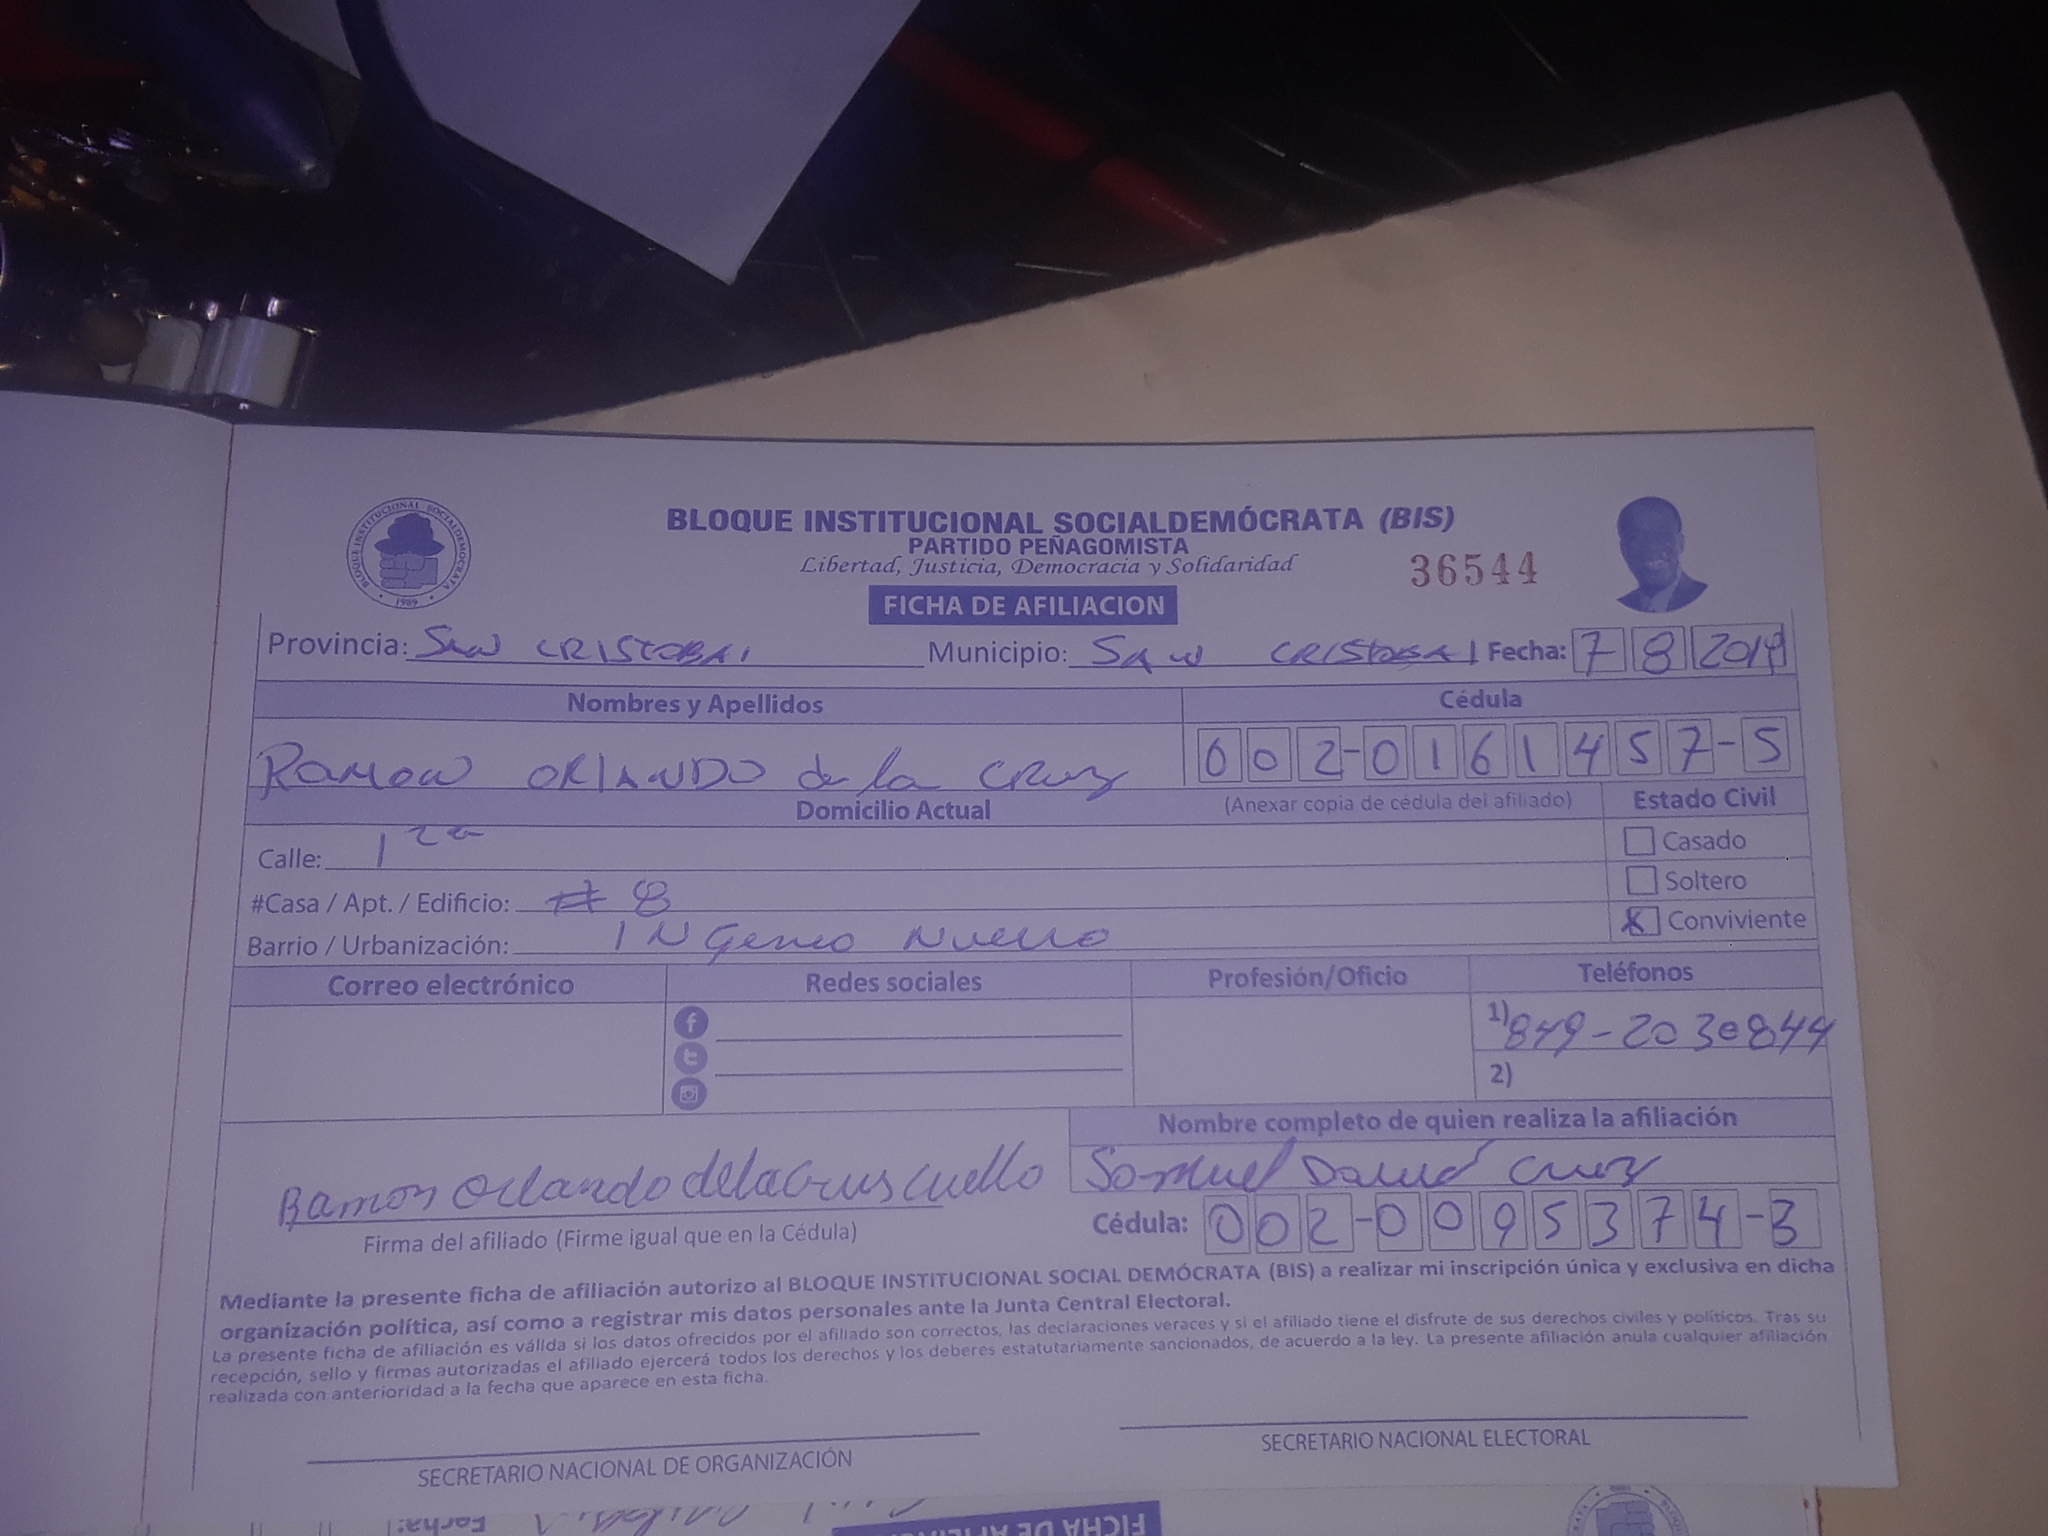 BLOQUE INSTITUCIONAL SOCIALDEMOCRATA
1989
BLOQUE INSTITUCIONAL SOCIALDEMÓCRATA (BIS)
PARTIDO PEÑAGOMISTA
Libertad, Justicia, Democracia y Solidaridad
36544
FICHA DE AFILIACION
Provincia: San CRISTOBAl Municipio: SAN CRISTOBAl Fecha: 7 8 2019
Nombres y Apellidos Cédula
RAMON ORlANDO de la CRUZ 002-0161457-5
Domicilio Actual (Anexar copia de cédula del afiliado) Estado Civil
Calle: 1ra Casado
#Casa / Apt. / Edificio: # 8 Soltero
Barrio / Urbanización: INGenio Nuevo X Conviviente
Correo electrónico Redes sociales Profesión/Oficio Teléfonos
1) 849-2030844
2)
Nombre completo de quien realiza la afiliación
Ramon Orlando delaCrus Cuello Samuel David Cruz
Firma del afiliado (Firme igual que en la Cédula) Cédula: 002-0095374-3
Mediante la presente ficha de afiliación autorizo al BLOQUE INSTITUCIONAL SOCIAL DEMÓCRATA (BIS) a realizar mi inscripción única y exclusiva en dicha
organización política, así como a registrar mis datos personales ante la Junta Central Electoral.
La presente ficha de afiliación es válida si los datos ofrecidos por el afiliado son correctos, las declaraciones veraces y si el afiliado tiene el disfrute de sus derechos civiles y políticos. Tras su
recepción, sello y firmas autorizadas el afiliado ejercerá todos los derechos y los deberes estatutariamente sancionados, de acuerdo a la ley. La presente afiliación anula cualquier afiliación
realizada con anterioridad a la fecha que aparece en esta ficha.
SECRETARIO NACIONAL DE ORGANIZACIÓN SECRETARIO NACIONAL ELECTORAL
Fecha:
FICHA DE